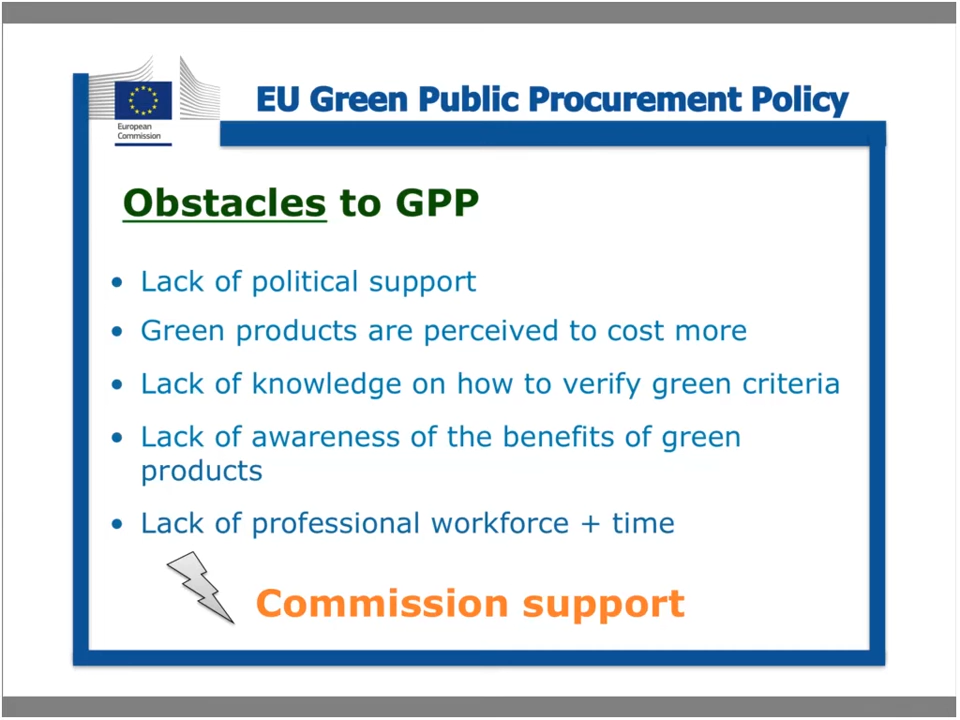 EU Green Public Procurement Policy
European
Commission
Obstacles to GPP
• Lack of political support
• Green products are perceived to cost more
• Lack of knowledge on how to verify green criteria
• Lack of awareness of the benefits of green
products
• Lack of professional workforce + time
Commission support